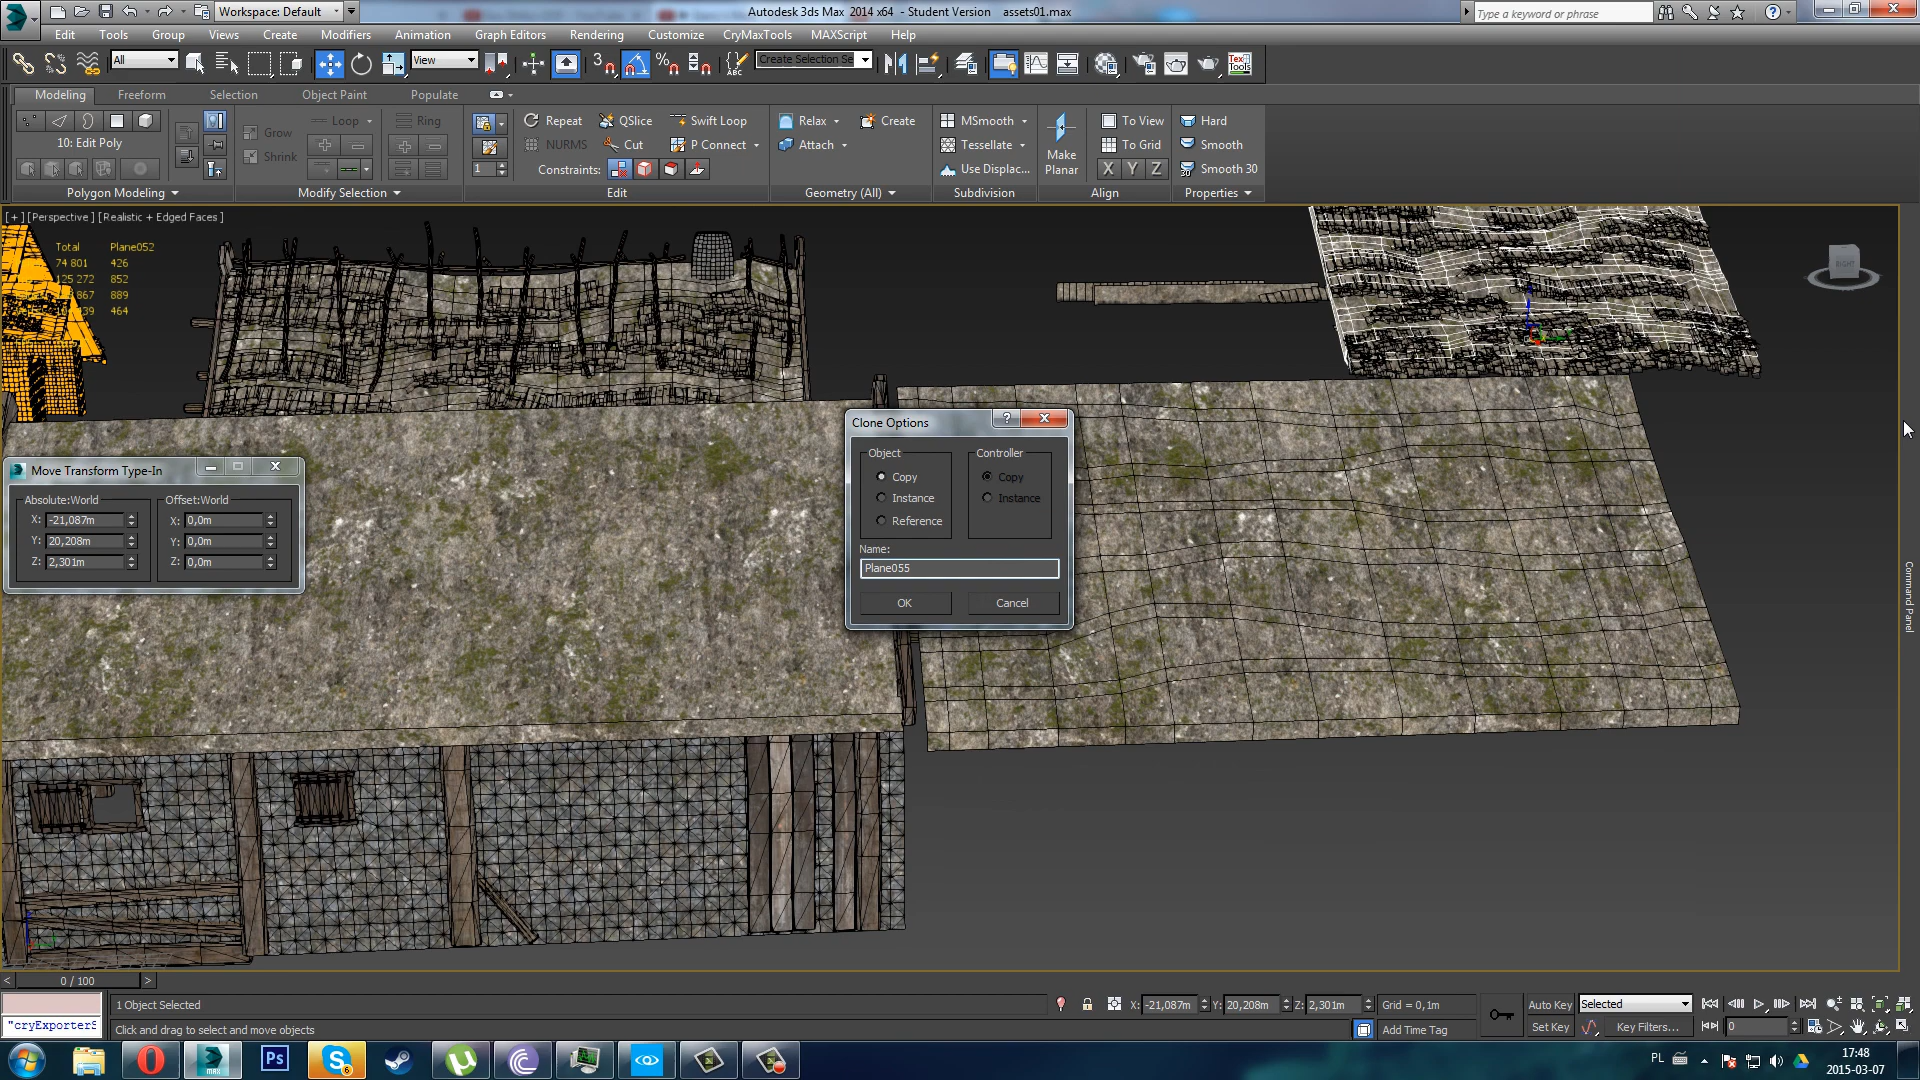 Workspace: Default
Autodesk 3ds Max 2014 x64 - Student Version assets01.max
Type a keyword or phrase
Edit Tools Group Views Create Modifiers Animation Graph Editors Rendering Customize CryMaxTools MAXScript Help
All View Create Selection Se
Modeling Freeform Selection Object Paint Populate
Loop Ring Repeat QSlice Swift Loop Relax Create MSmooth To View Hard
10: Edit Poly Grow NURMS Cut P Connect Attach Tessellate Make Planar To Grid Smooth
Shrink 1 Constraints: Use Displac... X Y Z Smooth 30
Polygon Modeling Modify Selection Edit Geometry (All) Subdivision Align Properties
[ + ] [Perspective ] [Realistic + Edged Faces ]
Total Plane052
74 801 426
125 272 852
867 889
439 464
RIGHT
Clone Options
Object Controller
Copy Copy
Instance Instance
Reference
Name:
Plane055
OK Cancel
Move Transform Type-In
Absolute:World Offset:World
X: -21,087m X: 0,0m
Y: 20,208m Y: 0,0m
Z: 2,301m Z: 0,0m
Command Panel
0 / 100
1 Object Selected X: -21,087m Y: 20,208m Z: 2,301m Grid = 0,1m Auto Key Selected
"cryExporterS Click and drag to select and move objects Add Time Tag Set Key Key Filters... 0
PL 17:48
2015-03-07